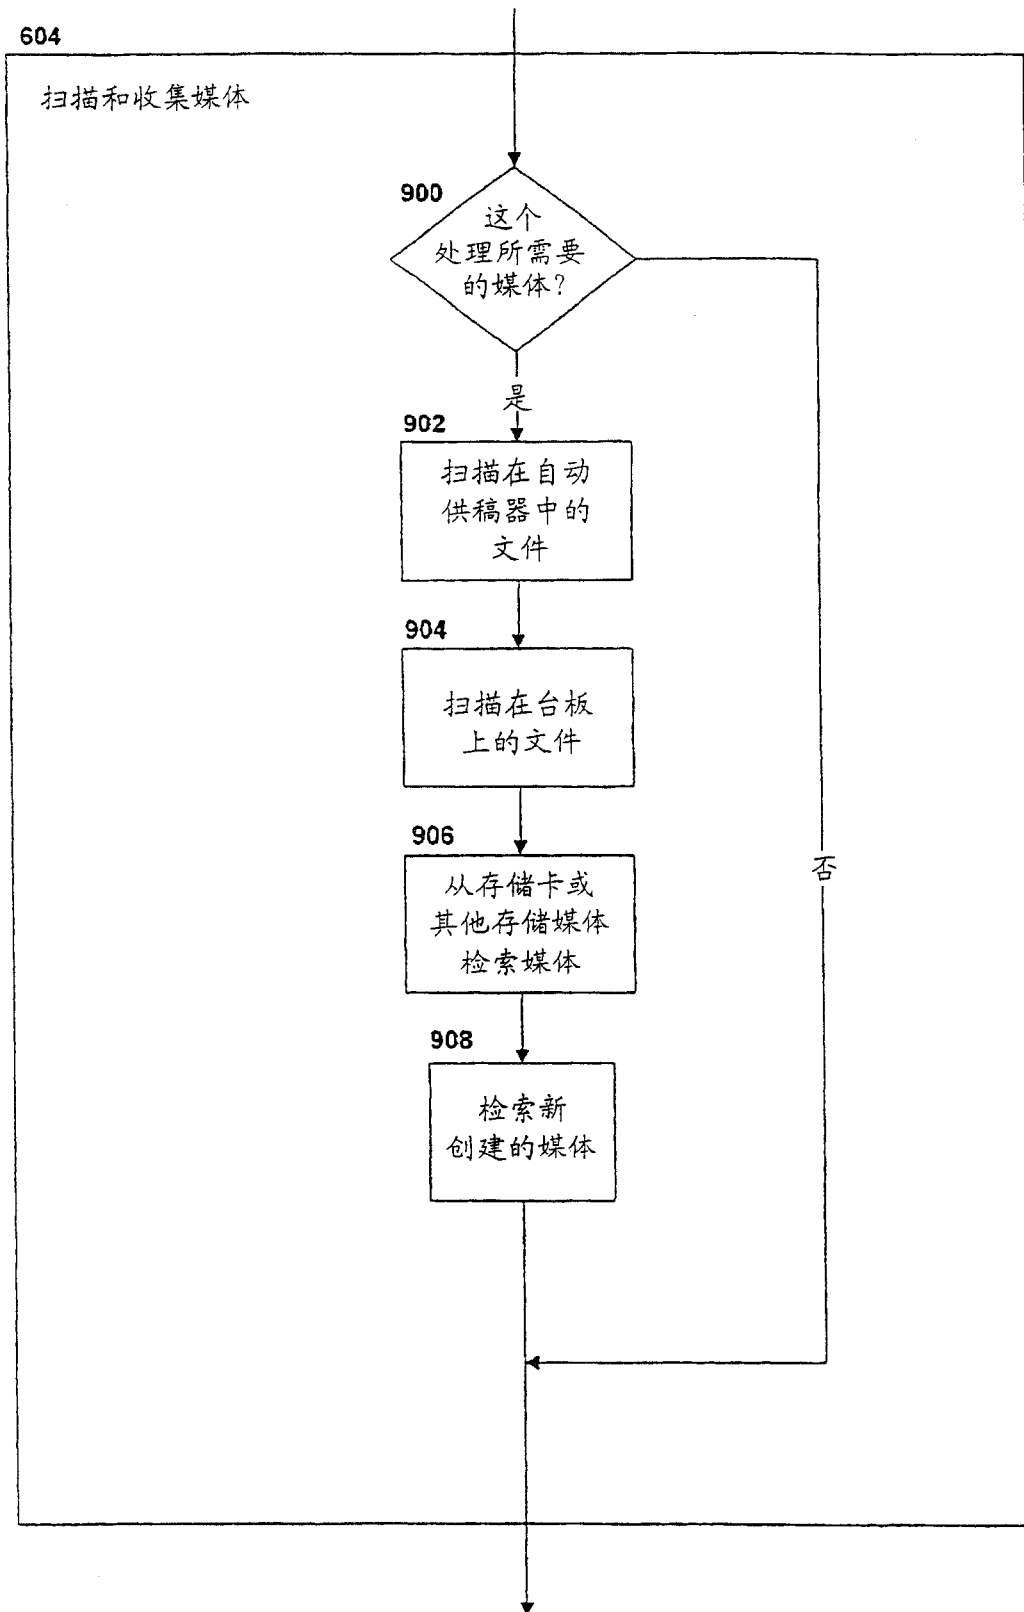 604
扫描和收集媒体
900
这个
处理所需要
的媒体?
是
902
扫描在自动
供稿器中的
文件
904
扫描在台板
上的文件
906
从存储卡或
其他存储媒体
检索媒体
否
908
检索新
创建的媒体